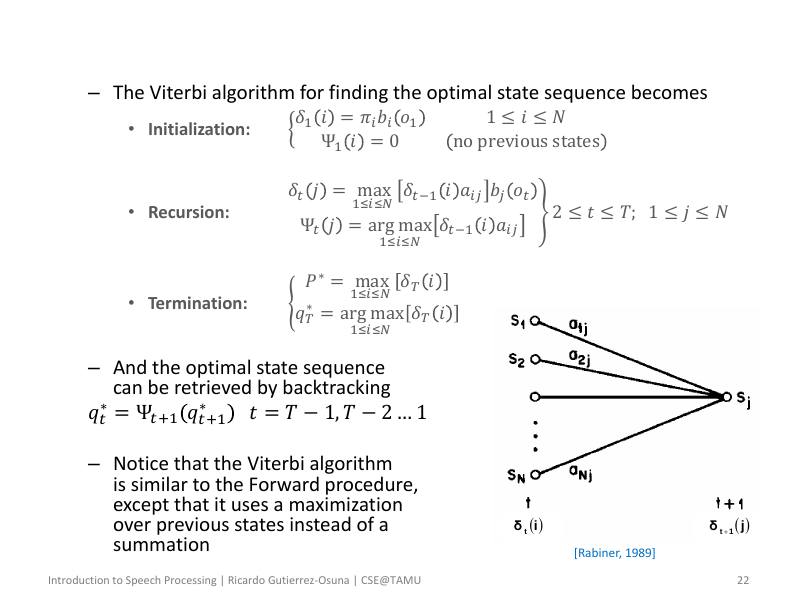 – The Viterbi algorithm for finding the optimal state sequence becomes
• Initialization:
{δ₁(i) = πᵢbᵢ(o₁) 1 ≤ i ≤ N
Ψ₁(i) = 0 (no previous states)
• Recursion:
δₜ(j) = max_{1≤i≤N} [δₜ₋₁(i)aᵢⱼ]bⱼ(oₜ)
Ψₜ(j) = arg max_{1≤i≤N} [δₜ₋₁(i)aᵢⱼ]
} 2 ≤ t ≤ T; 1 ≤ j ≤ N
• Termination:
{P* = max_{1≤i≤N} [δ_T(i)]
q*_T = arg max_{1≤i≤N} [δ_T(i)]
– And the optimal state sequence
can be retrieved by backtracking
q*ₜ = Ψₜ₊₁(q*ₜ₊₁) t = T − 1, T − 2 … 1
– Notice that the Viterbi algorithm
is similar to the Forward procedure,
except that it uses a maximization
over previous states instead of a
summation
S₁ a₁ⱼ
S₂ a₂ⱼ
Sⱼ
S_N a_Nⱼ
t t+1
δₜ(i) δₜ₊₁(j)
[Rabiner, 1989]
Introduction to Speech Processing | Ricardo Gutierrez-Osuna | CSE@TAMU 22